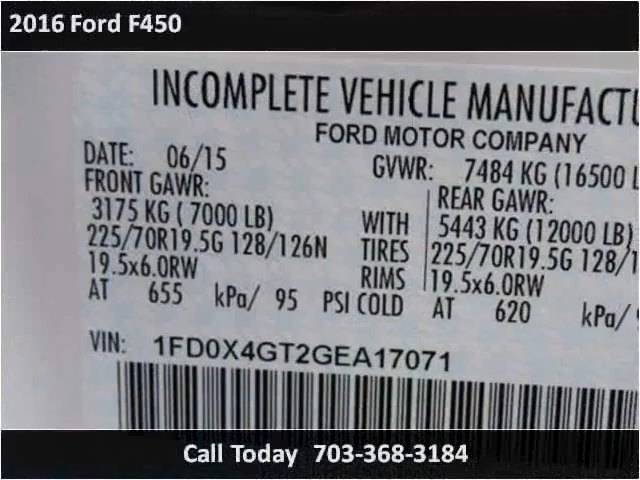 2016 Ford F450
INCOMPLETE VEHICLE
FORD MOTOR COMPANY
DATE: 06/15 GVWR: 7484 KG (16500
FRONT GAWR: REAR GAWR:
3175 KG ( 7000 LB) WITH 5443 KG (12000 LB)
225/70R19.5G 128/126N TIRES 225/70R19.5G
19.5x6.0RW RIMS 19.5x6.0RW
AT 655 kPa/ 95 PSI COLD AT 620 kPa/
VIN: 1FD0X4GT2GEA17071
Call Today 703-368-3184